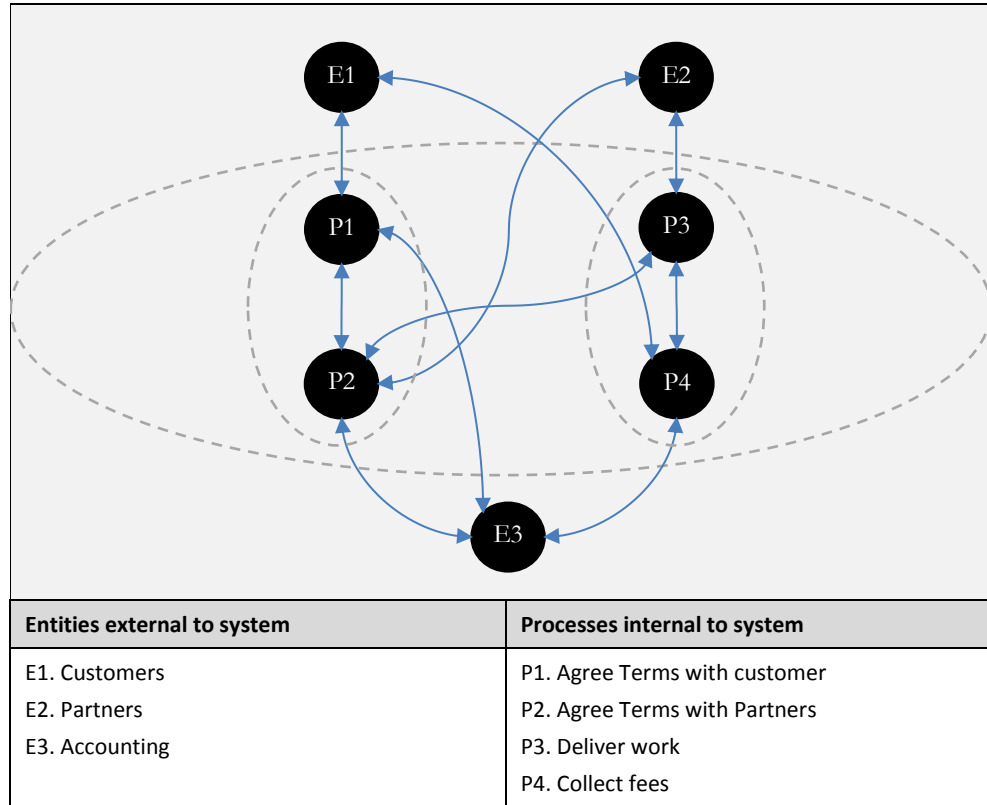 E1
E2
P1
P3
P2
P4
E3
Entities external to system
Processes internal to system
E1. Customers
E2. Partners
E3. Accounting
P1. Agree Terms with customer
P2. Agree Terms with Partners
P3. Deliver work
P4. Collect fees